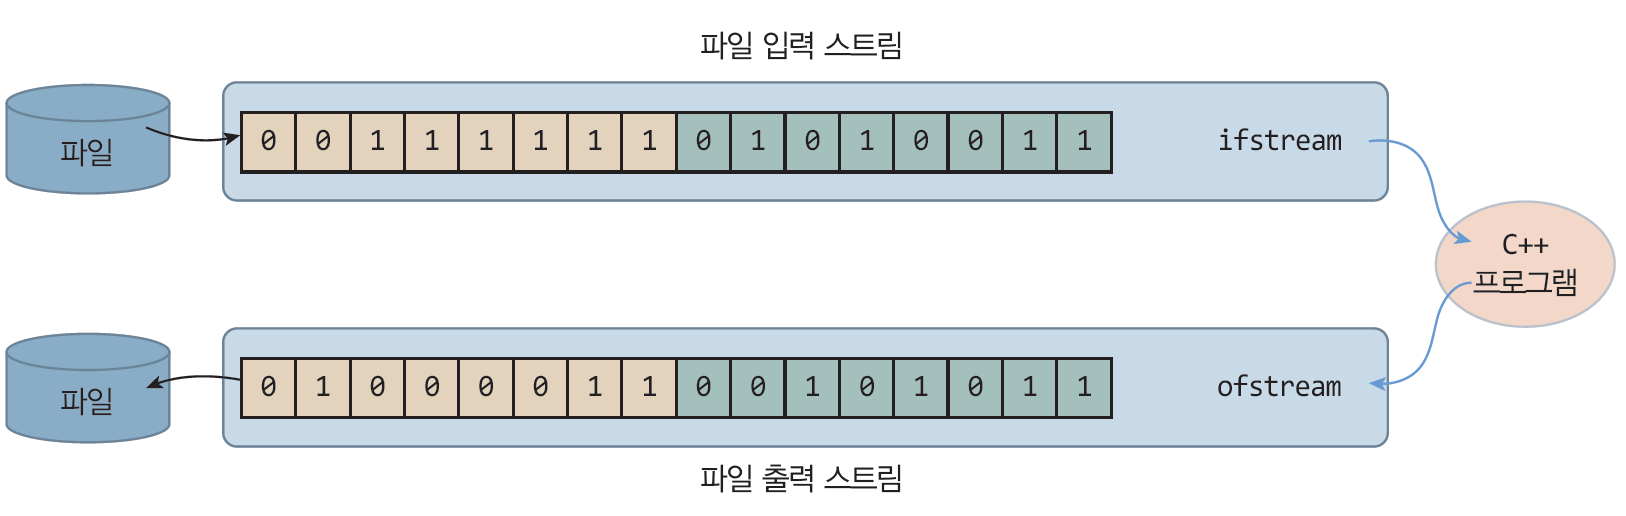 파일 입력 스트림
파일
0 0 1 1 1 1 1 1 0 1 0 1 0 0 1 1
ifstream
C++
프로그램
파일
0 1 0 0 0 0 1 1 0 0 1 0 1 0 1 1
ofstream
파일 출력 스트림